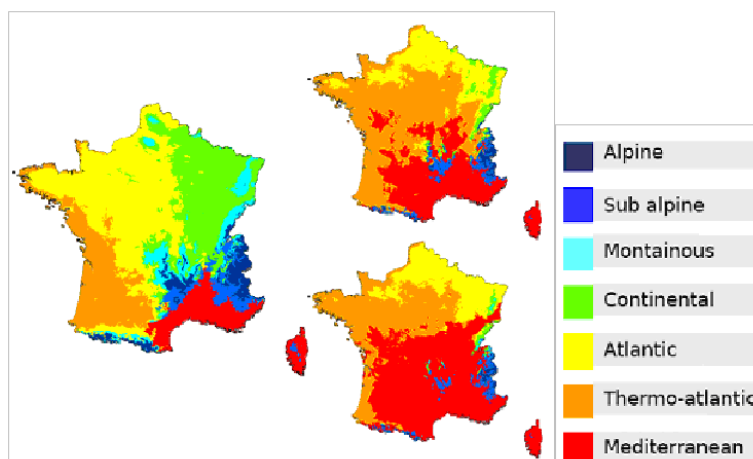 Alpine
Sub alpine
Montainous
Continental
Atlantic
Thermo-atlantic
Mediterranean